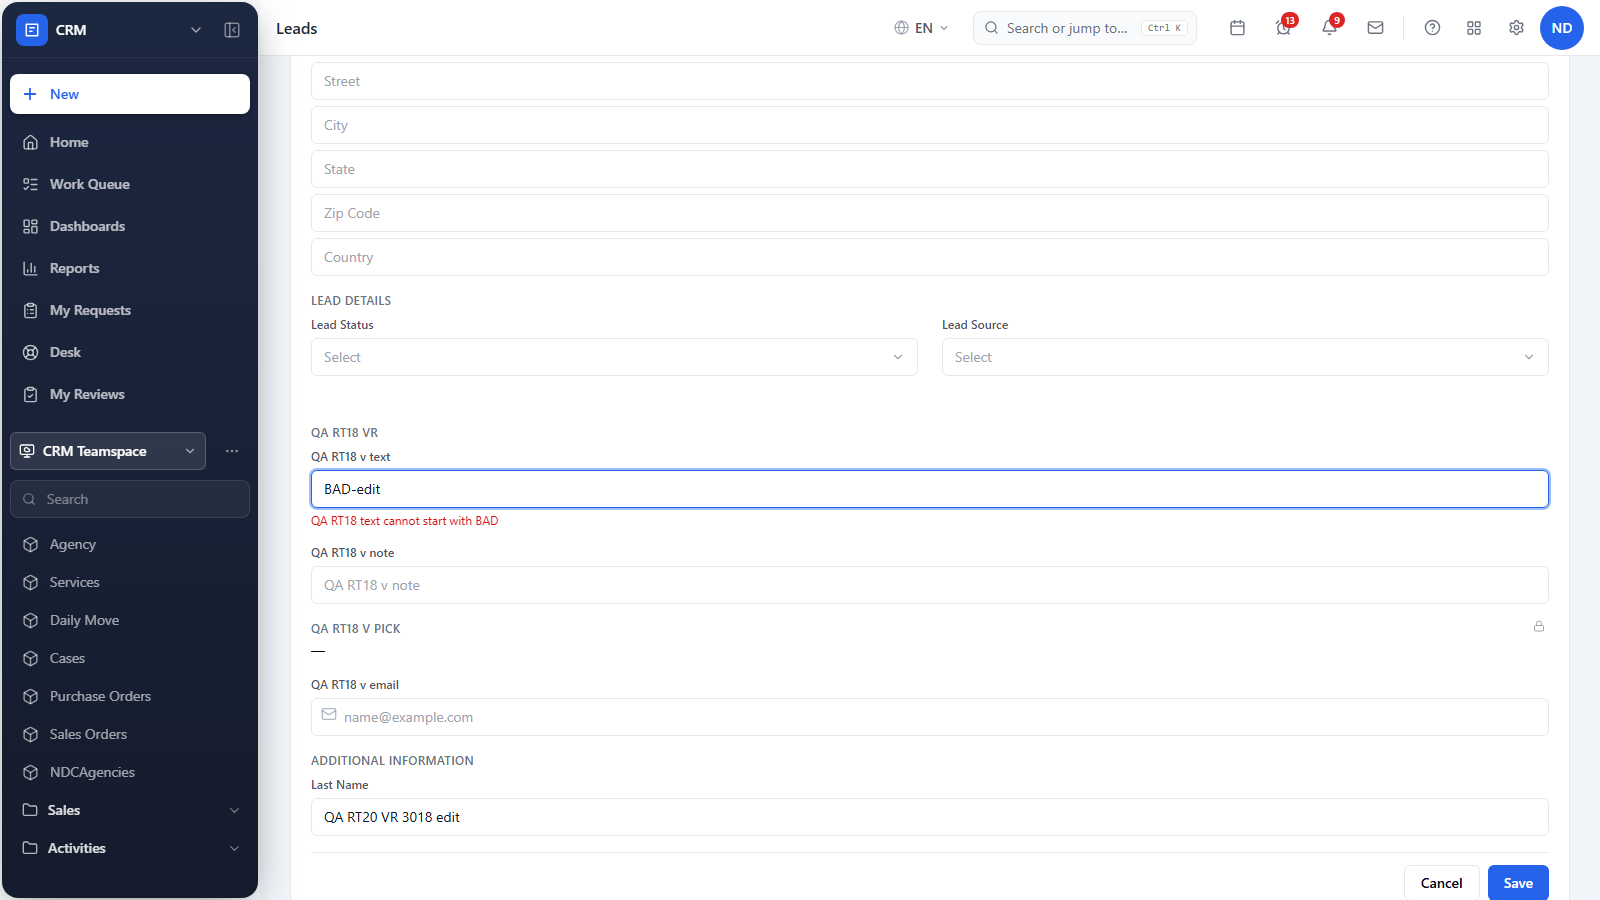 CRM
Leads
EN
Search or jump to...
Ctrl K
13
9
ND
New
Home
Work Queue
Dashboards
Reports
My Requests
Desk
My Reviews
CRM Teamspace
Search
Agency
Services
Daily Move
Cases
Purchase Orders
Sales Orders
NDCAgencies
Sales
Activities
Street
City
State
Zip Code
Country
LEAD DETAILS
Lead Status
Lead Source
Select
Select
QA RT18 VR
QA RT18 v text
BAD-edit
QA RT18 text cannot start with BAD
QA RT18 v note
QA RT18 v note
QA RT18 V PICK
—
QA RT18 v email
name@example.com
ADDITIONAL INFORMATION
Last Name
QA RT20 VR 3018 edit
Cancel
Save